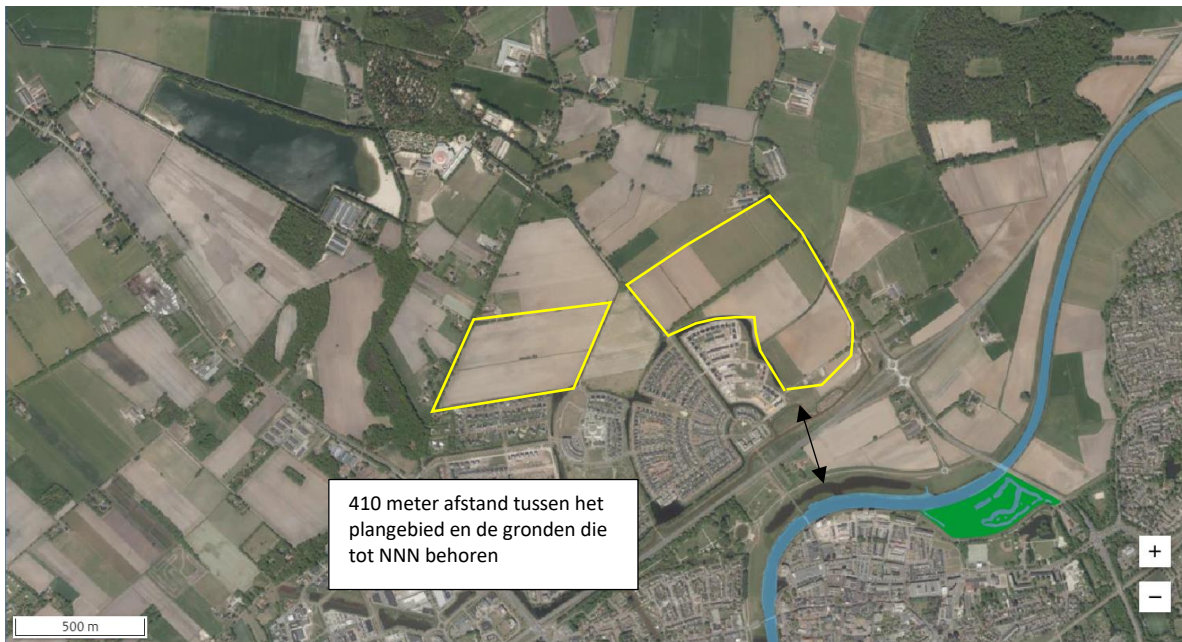 410 meter afstand tussen het
plangebied en de gronden die
tot NNN behoren
+
−
500 m